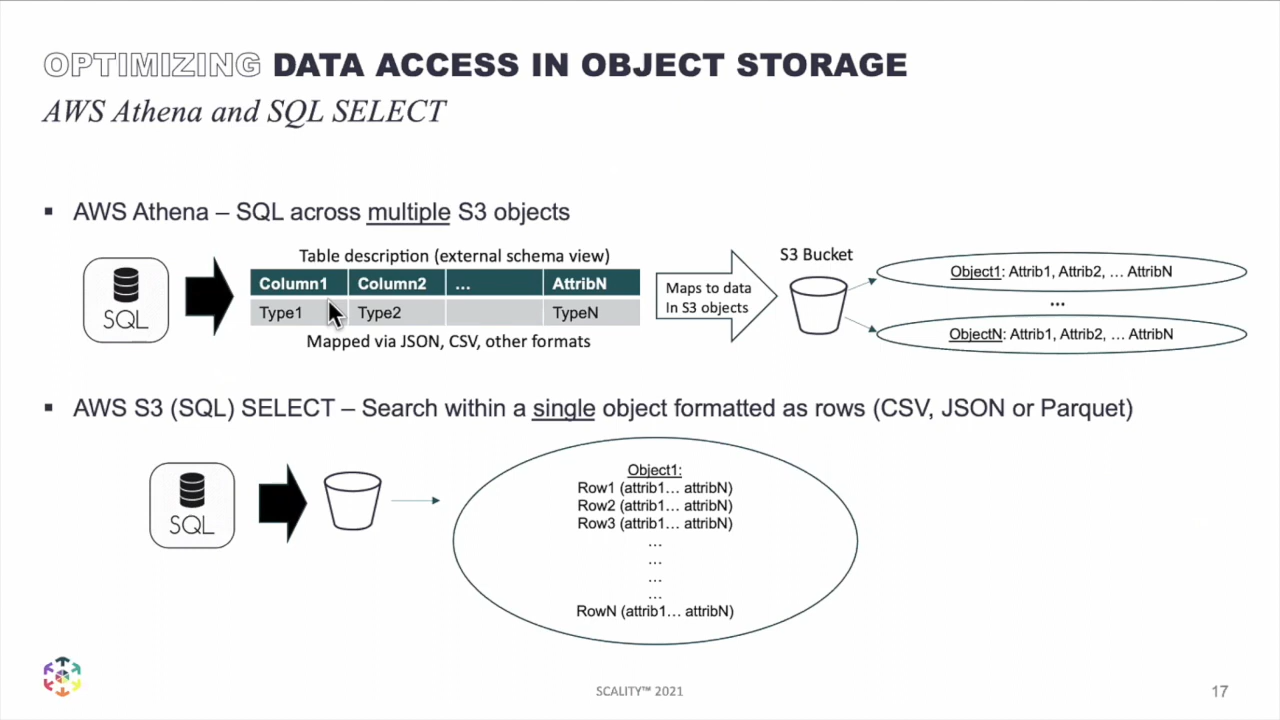 OPTIMIZING DATA ACCESS IN OBJECT STORAGE
AWS Athena and SQL SELECT
▪ AWS Athena – SQL across multiple S3 objects
SQL
Table description (external schema view)
Column1 Column2 ... AttribN
Type1 Type2 TypeN
Mapped via JSON, CSV, other formats
Maps to data
In S3 objects
S3 Bucket
Object1: Attrib1, Attrib2, ... AttribN
...
ObjectN: Attrib1, Attrib2, ... AttribN
▪ AWS S3 (SQL) SELECT – Search within a single object formatted as rows (CSV, JSON or Parquet)
SQL
Object1:
Row1 (attrib1... attribN)
Row2 (attrib1... attribN)
Row3 (attrib1... attribN)
...
...
...
...
RowN (attrib1... attribN)
SCALITY™ 2021
17